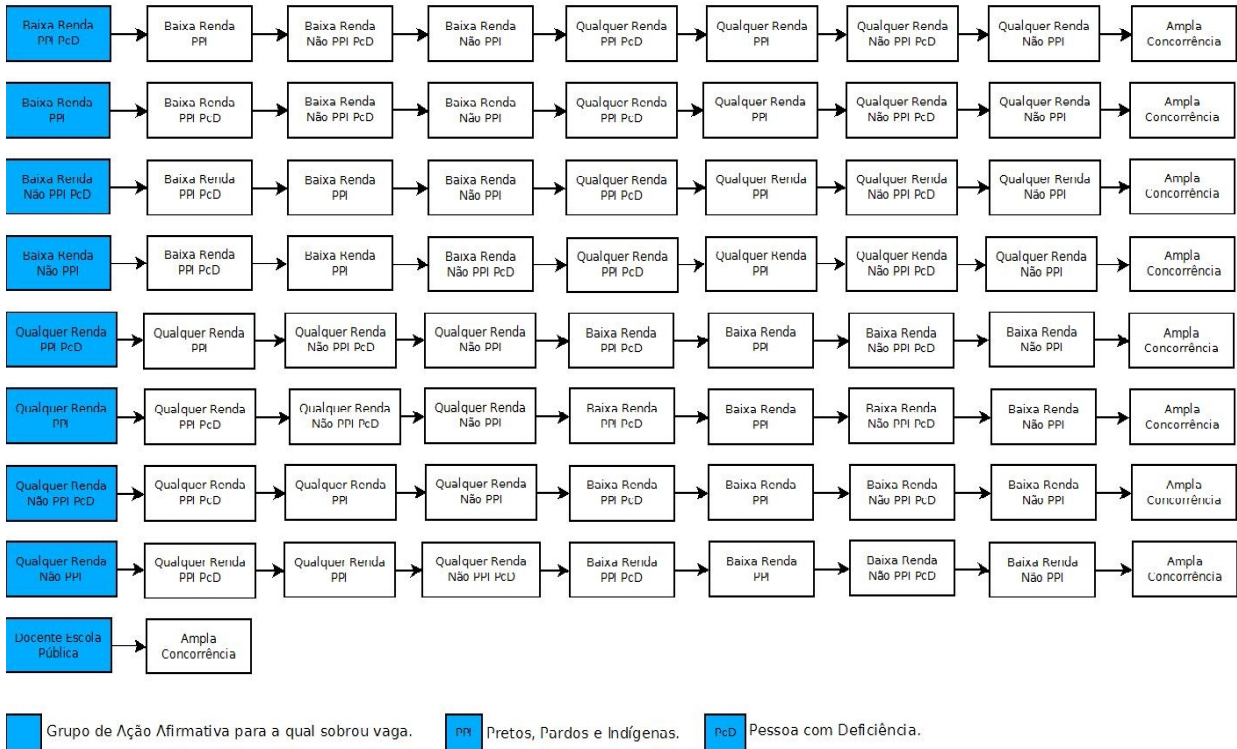 Baixa Renda
PPI PcD
Baixa Renda
PPI
Baixa Renda
Não PPI PcD
Baixa Renda
Não PPI
Qualquer Renda
PPI PcD
Qualquer Renda
PPI
Qualquer Renda
Não PPI PcD
Qualquer Renda
Não PPI
Ampla
Concorrência
Baixa Renda
PPI
Baixa Renda
PPI PcD
Baixa Renda
Não PPI PcD
Baixa Renda
Não PPI
Qualquer Renda
PPI PcD
Qualquer Renda
PPI
Qualquer Renda
Não PPI PcD
Qualquer Renda
Não PPI
Ampla
Concorrência
Baixa Renda
Não PPI PcD
Baixa Renda
PPI PcD
Baixa Renda
PPI
Baixa Renda
Não PPI
Qualquer Renda
PPI PcD
Qualquer Renda
PPI
Qualquer Renda
Não PPI PcD
Qualquer Renda
Não PPI
Ampla
Concorrência
Baixa Renda
Não PPI
Baixa Renda
PPI PcD
Baixa Renda
PPI
Baixa Renda
Não PPI PcD
Qualquer Renda
PPI PcD
Qualquer Renda
PPI
Qualquer Renda
Não PPI PcD
Qualquer Renda
Não PPI
Ampla
Concorrência
Qualquer Renda
PPI PcD
Qualquer Renda
PPI
Qualquer Renda
Não PPI PcD
Qualquer Renda
Não PPI
Baixa Renda
PPI PcD
Baixa Renda
PPI
Baixa Renda
Não PPI PcD
Baixa Renda
Não PPI
Ampla
Concorrência
Qualquer Renda
PPI
Qualquer Renda
PPI PcD
Qualquer Renda
Não PPI PcD
Qualquer Renda
Não PPI
Baixa Renda
PPI PcD
Baixa Renda
PPI
Baixa Renda
Não PPI PcD
Baixa Renda
Não PPI
Ampla
Concorrência
Qualquer Renda
Não PPI PcD
Qualquer Renda
PPI PcD
Qualquer Renda
PPI
Qualquer Renda
Não PPI
Baixa Renda
PPI PcD
Baixa Renda
PPI
Baixa Renda
Não PPI PcD
Baixa Renda
Não PPI
Ampla
Concorrência
Qualquer Renda
Não PPI
Qualquer Renda
PPI PcD
Qualquer Renda
PPI
Qualquer Renda
Não PPI PcD
Baixa Renda
PPI PcD
Baixa Renda
PPI
Baixa Renda
Não PPI PcD
Baixa Renda
Não PPI
Ampla
Concorrência
Docente Escola
Pública
Ampla
Concorrência
Grupo de Ação Afirmativa para a qual sobrou vaga.
PPI Pretos, Pardos e Indígenas.
PcD Pessoa com Deficiência.